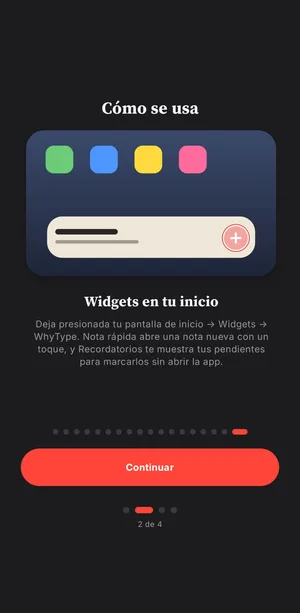 Cómo se usa
Widgets en tu inicio
Deja presionada tu pantalla de inicio → Widgets →
WhyType. Nota rápida abre una nota nueva con un
toque, y Recordatorios te muestra tus pendientes
para marcarlos sin abrir la app.
Continuar
2 de 4